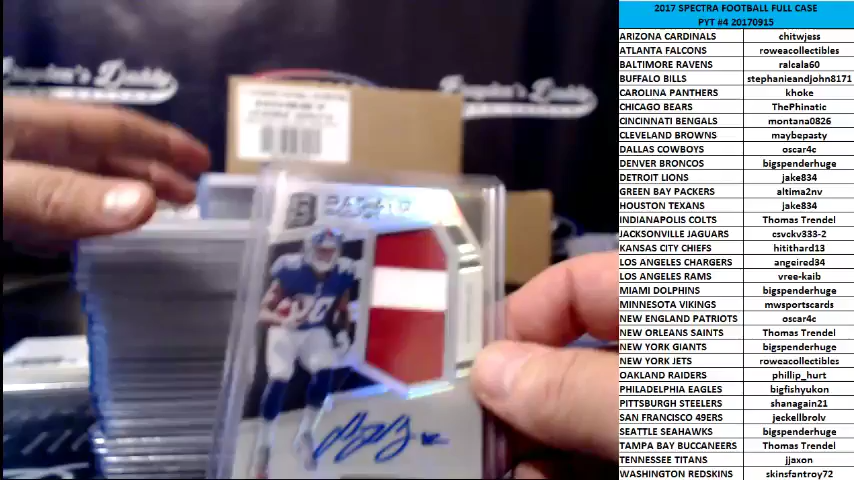 2017 SPECTRA FOOTBALL FULL CASE
PYT #4 20170915
ARIZONA CARDINALS chitwjess
ATLANTA FALCONS roweacollectibles
BALTIMORE RAVENS ralcala60
BUFFALO BILLS stephanieandjohn8171
CAROLINA PANTHERS khoke
CHICAGO BEARS ThePhinatic
CINCINNATI BENGALS montana0826
CLEVELAND BROWNS maybepasty
DALLAS COWBOYS oscar4c
DENVER BRONCOS bigspenderhuge
DETROIT LIONS jake834
GREEN BAY PACKERS altima2nv
HOUSTON TEXANS jake834
INDIANAPOLIS COLTS Thomas Trendel
JACKSONVILLE JAGUARS csvckv333-2
KANSAS CITY CHIEFS hitithard13
LOS ANGELES CHARGERS angeired34
LOS ANGELES RAMS vree-kaib
MIAMI DOLPHINS bigspenderhuge
MINNESOTA VIKINGS mwsportscards
NEW ENGLAND PATRIOTS oscar4c
NEW ORLEANS SAINTS Thomas Trendel
NEW YORK GIANTS bigspenderhuge
NEW YORK JETS roweacollectibles
OAKLAND RAIDERS phillip_hurt
PHILADELPHIA EAGLES bigfishyukon
PITTSBURGH STEELERS shanagain21
SAN FRANCISCO 49ERS jeckellbrolv
SEATTLE SEAHAWKS bigspenderhuge
TAMPA BAY BUCCANEERS Thomas Trendel
TENNESSEE TITANS jjaxon
WASHINGTON REDSKINS skinsfantroy72